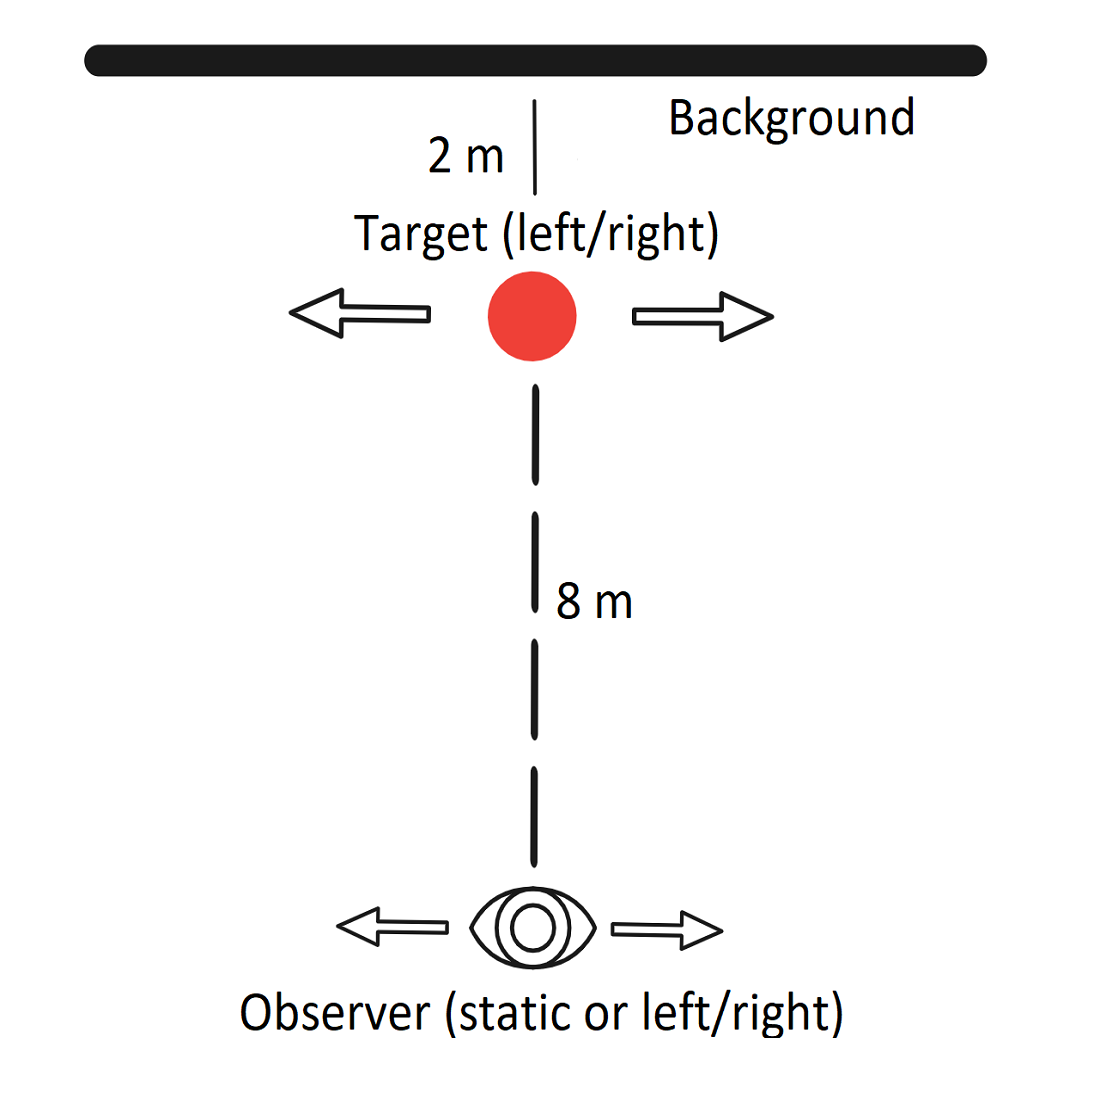 Background
2 m
Target (left/right)
8 m
Observer (static or left/right)